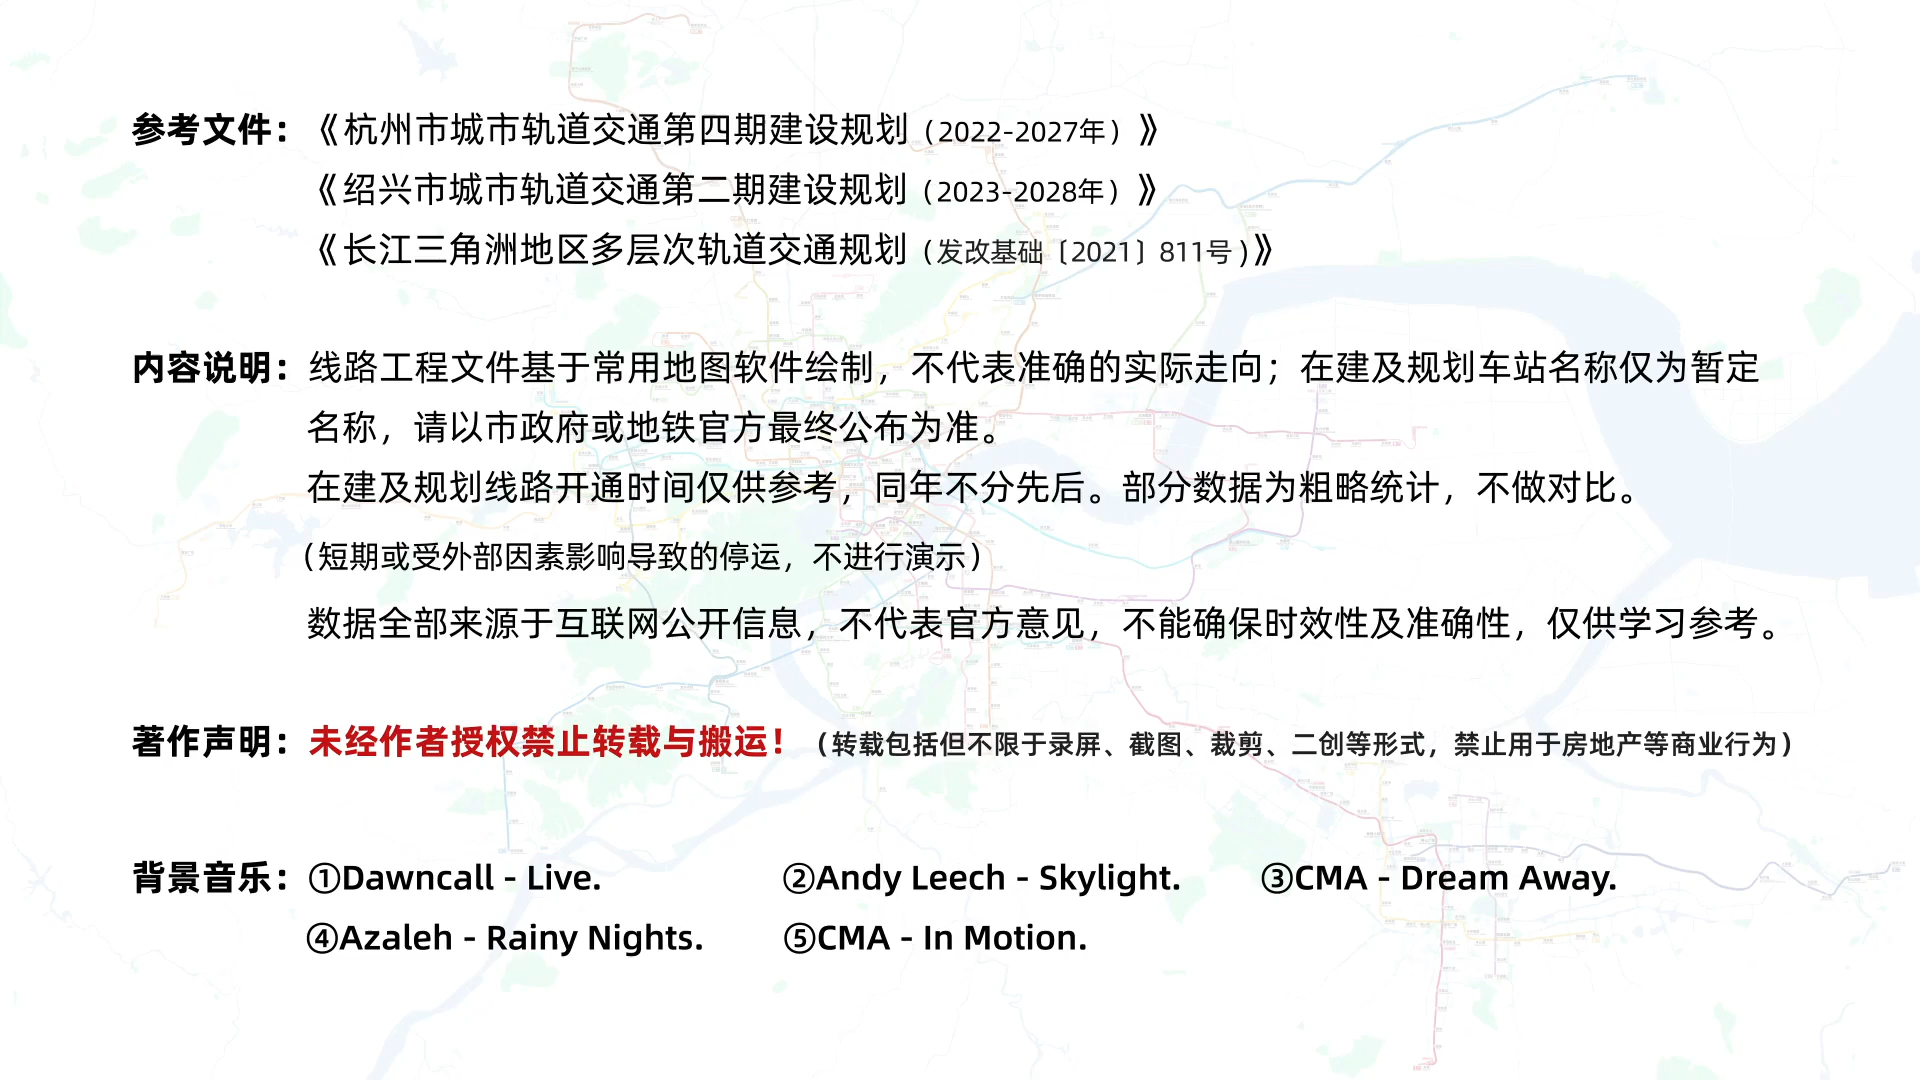 参考文件：《杭州市城市轨道交通第四期建设规划（2022-2027年）》
《绍兴市城市轨道交通第二期建设规划（2023-2028年）》
《长江三角洲地区多层次轨道交通规划（发改基础〔2021〕811号)》
内容说明：线路工程文件基于常用地图软件绘制，不代表准确的实际走向；在建及规划车站名称仅为暂定
名称，请以市政府或地铁官方最终公布为准。
在建及规划线路开通时间仅供参考，同年不分先后。部分数据为粗略统计，不做对比。
（短期或受外部因素影响导致的停运，不进行演示）
数据全部来源于互联网公开信息，不代表官方意见，不能确保时效性及准确性，仅供学习参考。
著作声明：未经作者授权禁止转载与搬运！（转载包括但不限于录屏、截图、裁剪、二创等形式，禁止用于房地产等商业行为）
背景音乐：①Dawncall - Live. ②Andy Leech - Skylight. ③CMA - Dream Away.
④Azaleh - Rainy Nights. ⑤CMA - In Motion.